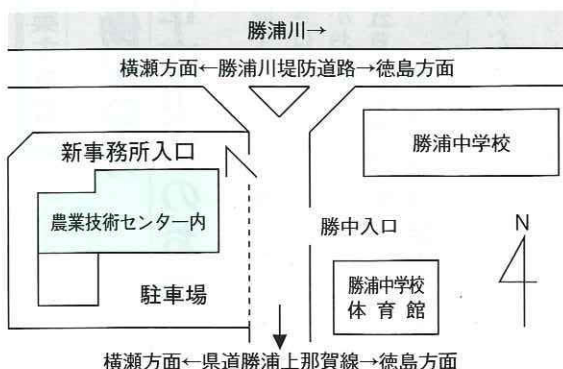 勝浦川→
横瀬方面←勝浦川堤防道路→徳島方面
新事務所入口
勝浦中学校
農業技術センター内
勝中入口
N
駐車場
勝浦中学校
体育館
横瀬方面←県道勝浦上那賀線→徳島方面